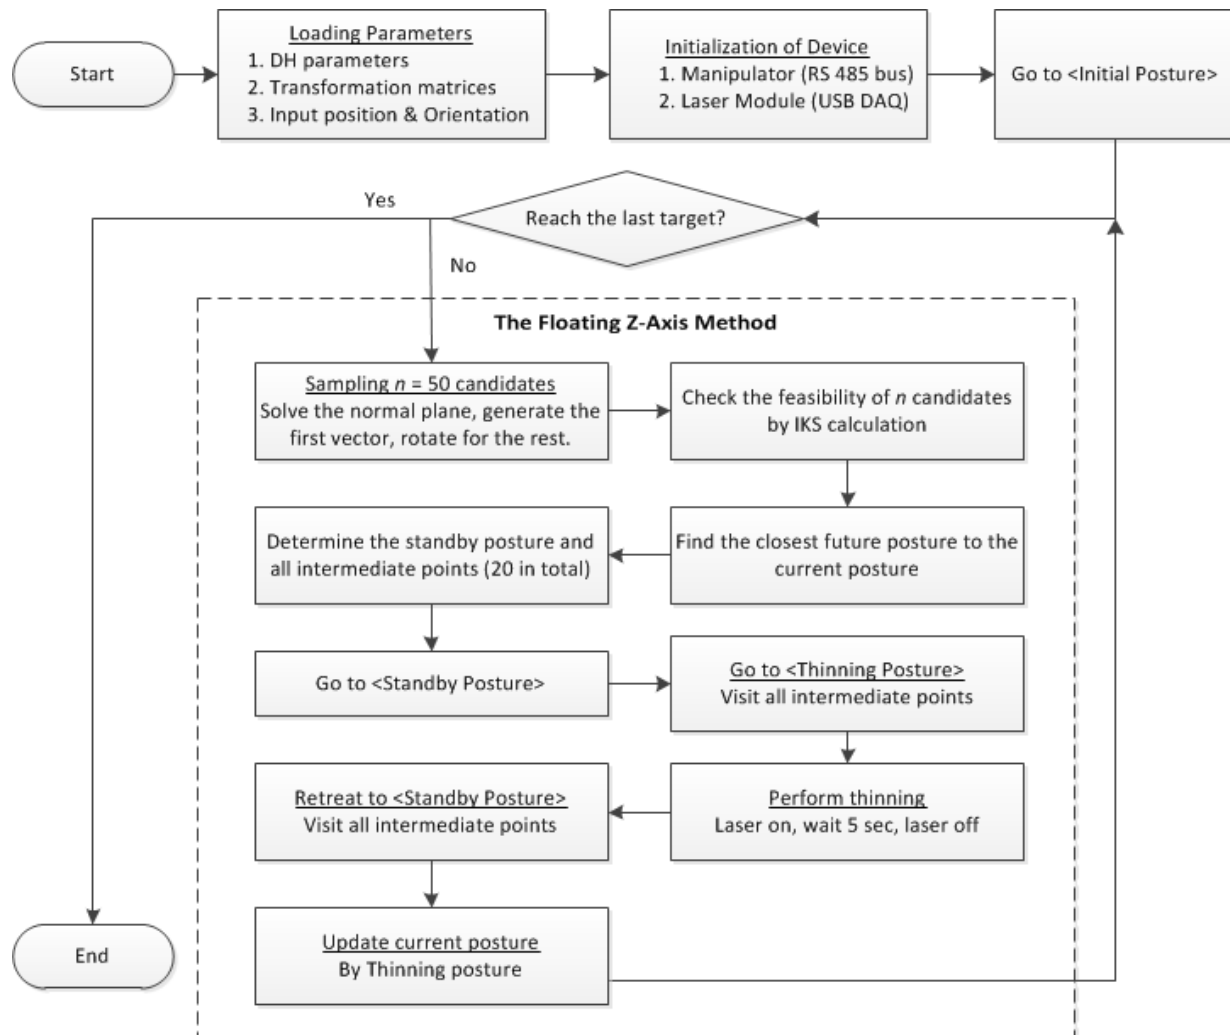 Start
Loading Parameters
1. DH parameters
2. Transformation matrices
3. Input position & Orientation
Initialization of Device
1. Manipulator (RS 485 bus)
2. Laser Module (USB DAQ)
Go to <Initial Posture>
Reach the last target?
Yes
No
The Floating Z-Axis Method
Sampling n = 50 candidates
Solve the normal plane, generate the
first vector, rotate for the rest.
Check the feasibility of n candidates
by IKS calculation
Find the closest future posture to the
current posture
Determine the standby posture and
all intermediate points (20 in total)
Go to <Standby Posture>
Go to <Thinning Posture>
Visit all intermediate points
Perform thinning
Laser on, wait 5 sec, laser off
Retreat to <Standby Posture>
Visit all intermediate points
Update current posture
By Thinning posture
End